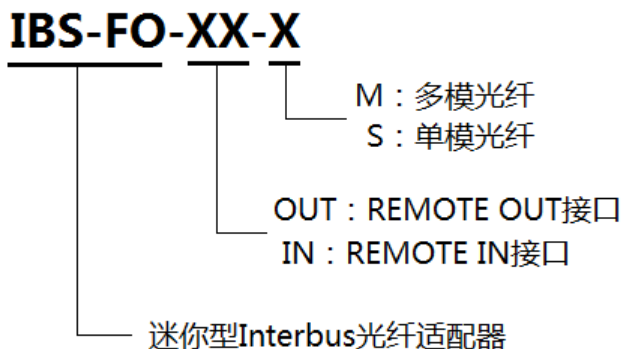 IBS-FO-XX-X
M：多模光纤
S：单模光纤
OUT：REMOTE OUT接口
IN：REMOTE IN接口
迷你型Interbus光纤适配器